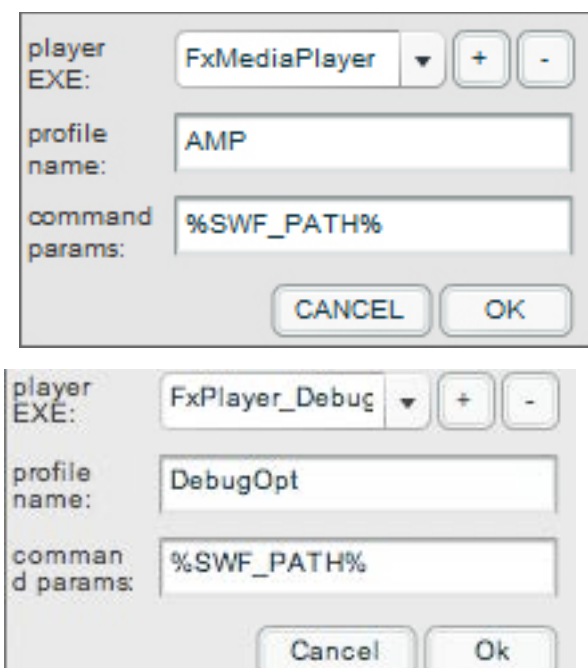 player
EXE:
FxMediaPlayer
+
-
profile
name:
AMP
command
params:
%SWF_PATH%
CANCEL
OK
player
EXE:
FxPlayer_Debug
+
-
profile
name:
DebugOpt
comman
d params:
%SWF_PATH%
Cancel
Ok